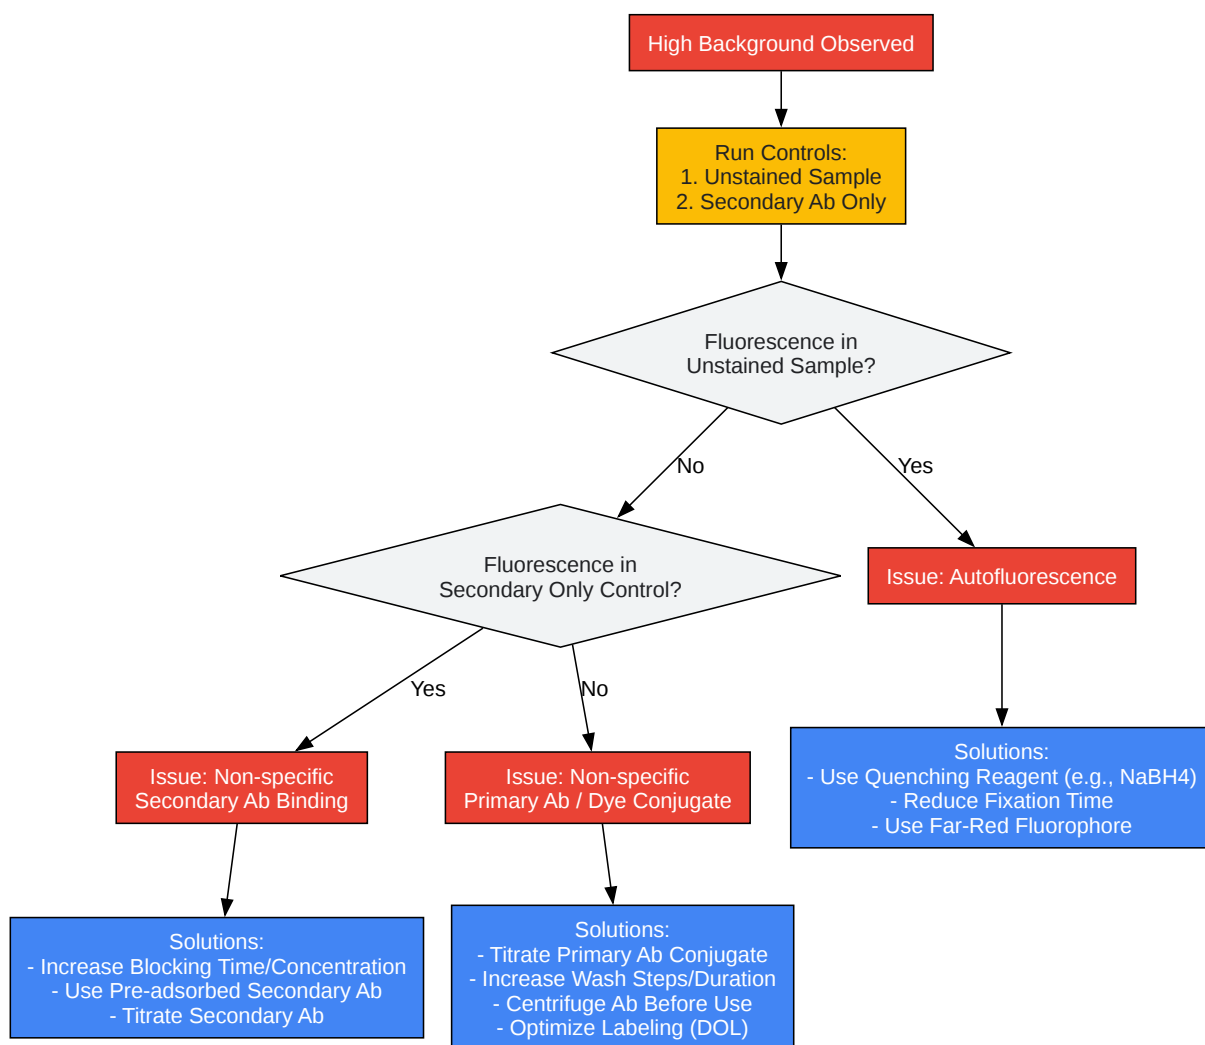 High Background Observed
Run Controls:
1. Unstained Sample
2. Secondary Ab Only
Fluorescence in
Unstained Sample?
No
Yes
Fluorescence in
Secondary Only Control?
Issue: Autofluorescence
Yes
No
Issue: Non-specific
Secondary Ab Binding
Issue: Non-specific
Primary Ab / Dye Conjugate
Solutions:
- Use Quenching Reagent (e.g., NaBH4)
- Reduce Fixation Time
- Use Far-Red Fluorophore
Solutions:
- Increase Blocking Time/Concentration
- Use Pre-adsorbed Secondary Ab
- Titrate Secondary Ab
Solutions:
- Titrate Primary Ab Conjugate
- Increase Wash Steps/Duration
- Centrifuge Ab Before Use
- Optimize Labeling (DOL)